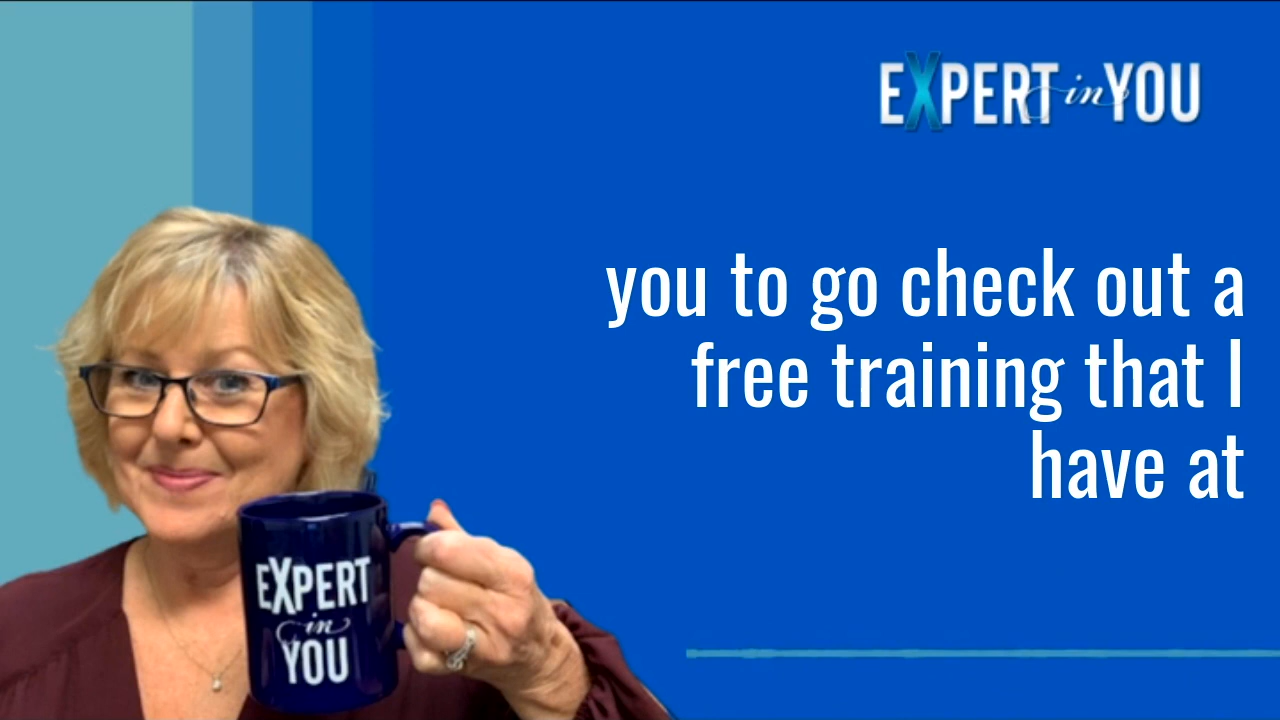 EXPERT in YOU
you to go check out a
free training that I
have at
EXPERT
in
YOU